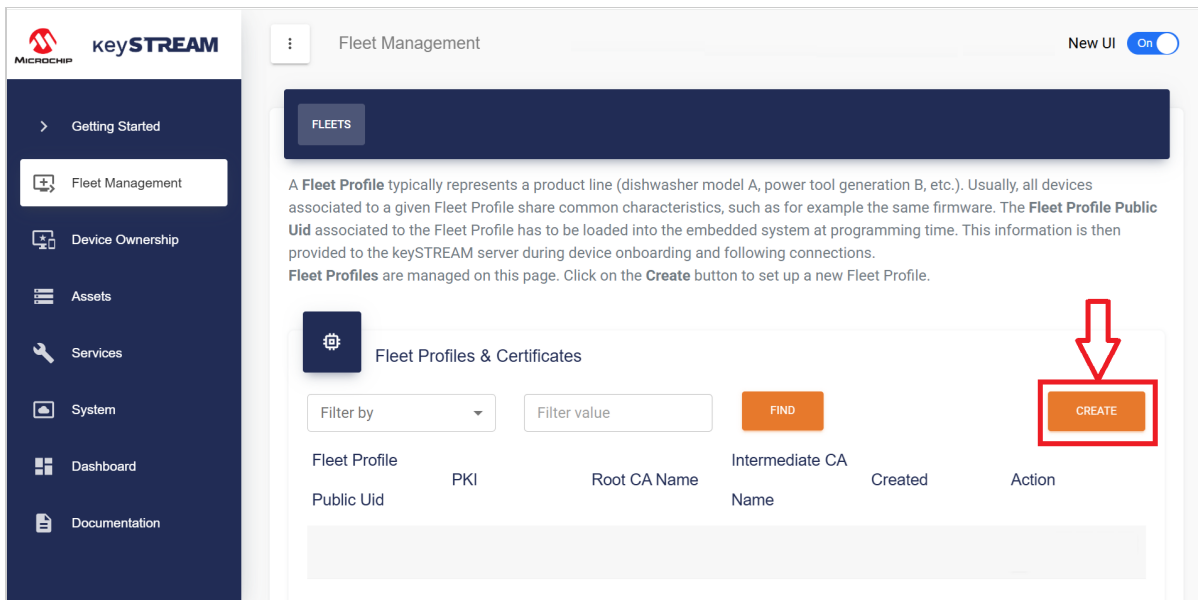 MICROCHIP
keySTREAM
Fleet Management
New UI
On
Getting Started
Fleet Management
Device Ownership
Assets
Services
System
Dashboard
Documentation
FLEETS
A Fleet Profile typically represents a product line (dishwasher model A, power tool generation B, etc.). Usually, all devices
associated to a given Fleet Profile share common characteristics, such as for example the same firmware. The Fleet Profile Public
Uid associated to the Fleet Profile has to be loaded into the embedded system at programming time. This information is then
provided to the keySTREAM server during device onboarding and following connections.
Fleet Profiles are managed on this page. Click on the Create button to set up a new Fleet Profile.
Fleet Profiles & Certificates
Filter by
Filter value
FIND
CREATE
Fleet Profile
Public Uid
PKI
Root CA Name
Intermediate CA
Name
Created
Action